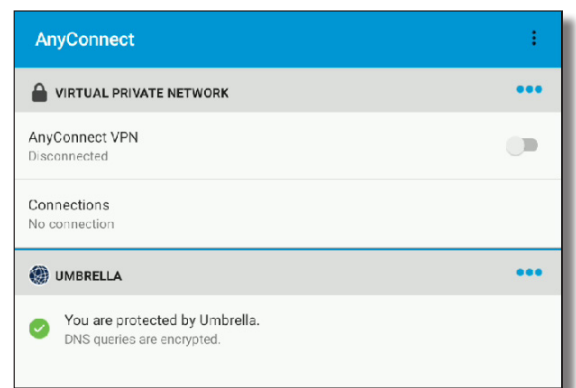 AnyConnect
VIRTUAL PRIVATE NETWORK
AnyConnect VPN
Disconnected
Connections
No connection
UMBRELLA
You are protected by Umbrella.
DNS queries are encrypted.